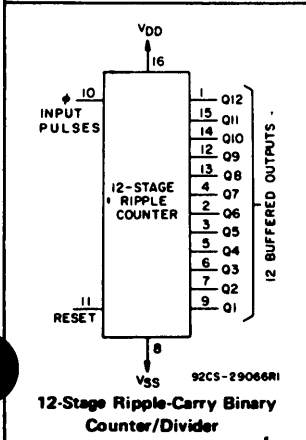 VDD
16
ϕ 10
INPUT
PULSES
1 Q12
15 Q11
14 Q10
12 Q9
13 Q8
4 Q7
2 Q6
3 Q5
5 Q4
6 Q3
7 Q2
9 Q1
12 BUFFERED OUTPUTS
12-STAGE
RIPPLE
COUNTER
11
RESET
8
VSS
92CS-29066R1
12-Stage Ripple-Carry Binary
Counter/Divider